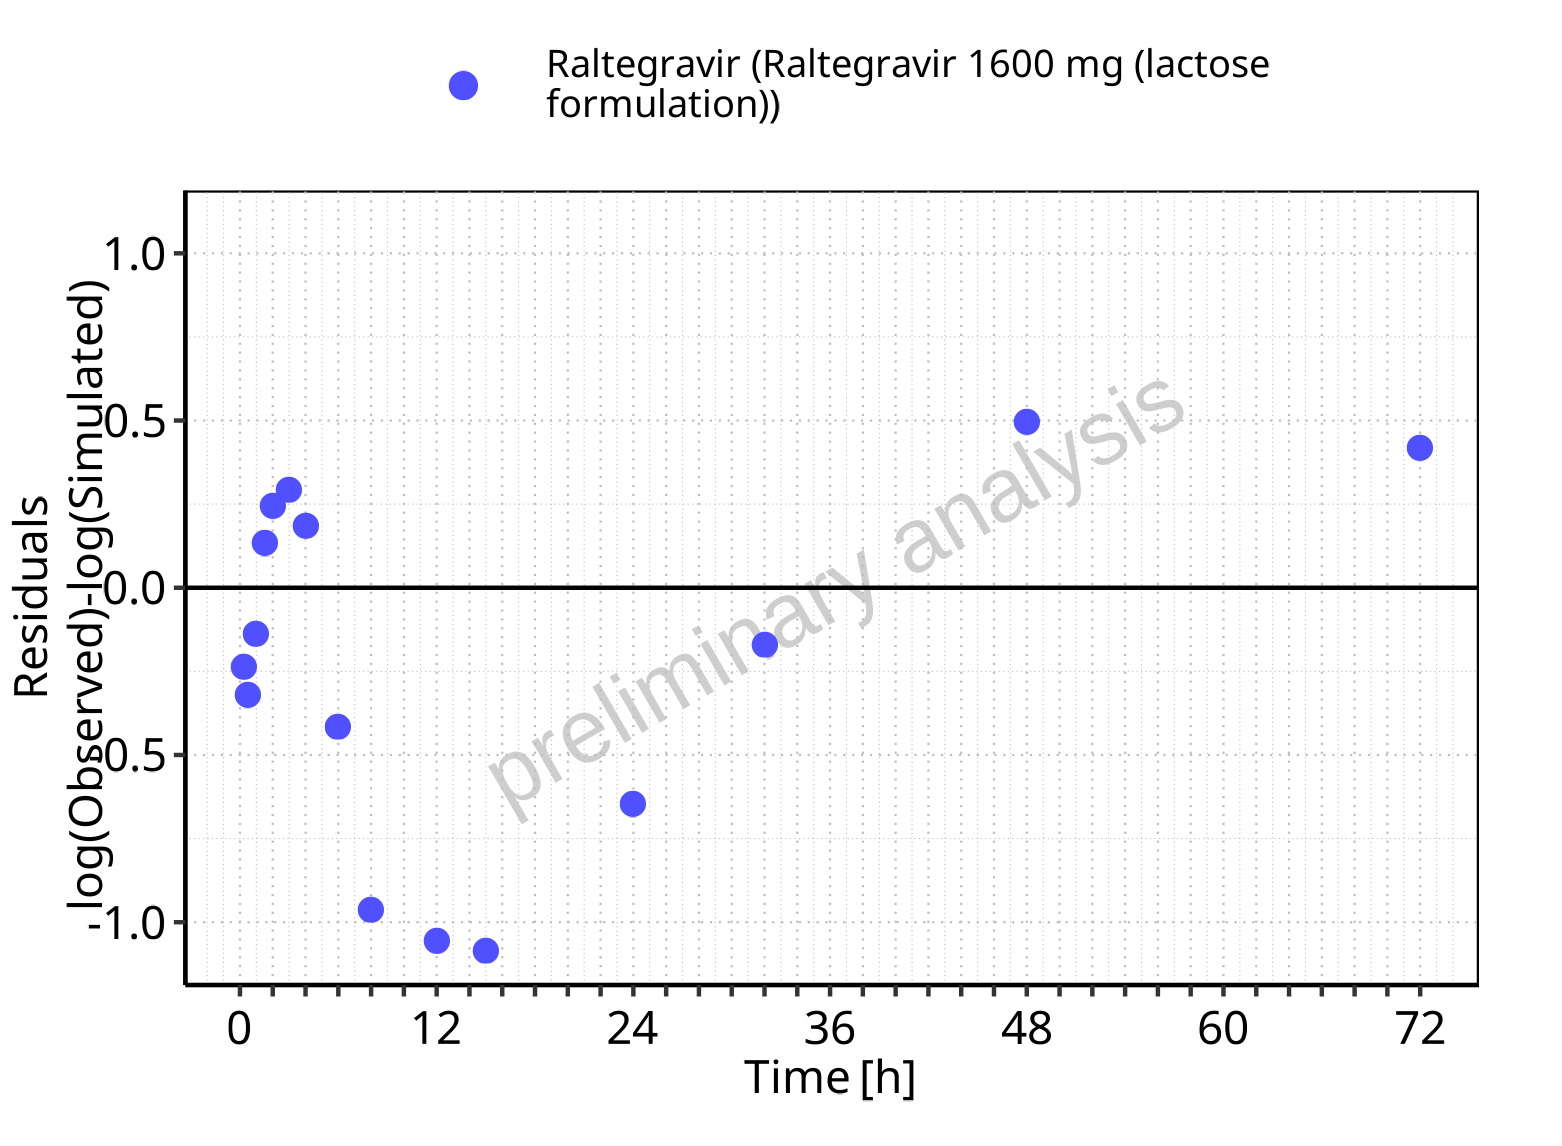 Raltegravir (Raltegravir 1600 mg (lactose
formulation))
Residuals
log(Observed)-log(Simulated)
1.0
0.5
0.0
-0.5
-1.0
preliminary analysis
0 12 24 36 48 60 72
Time [h]